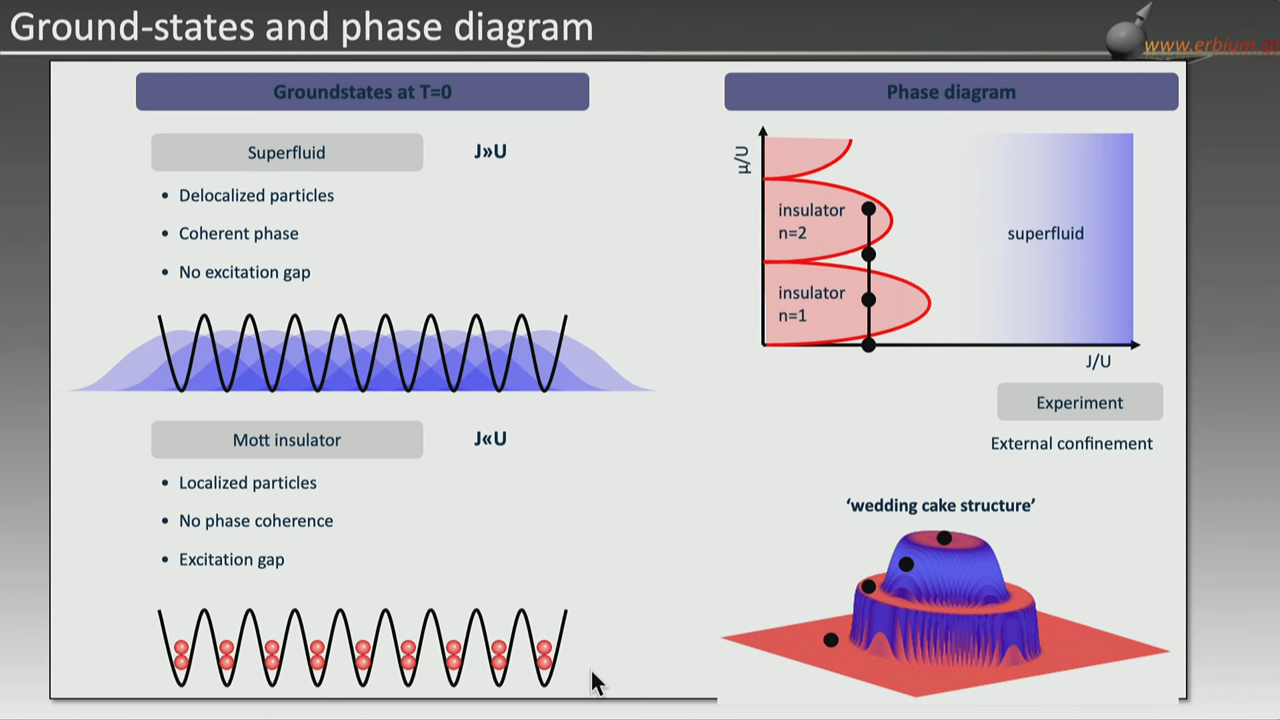 Ground-states and phase diagram
www.erbium.at
Groundstates at T=0
Superfluid
J»U
• Delocalized particles
• Coherent phase
• No excitation gap
Mott insulator
J«U
• Localized particles
• No phase coherence
• Excitation gap
Phase diagram
μ/U
insulator
n=2
insulator
n=1
superfluid
J/U
Experiment
External confinement
‘wedding cake structure’